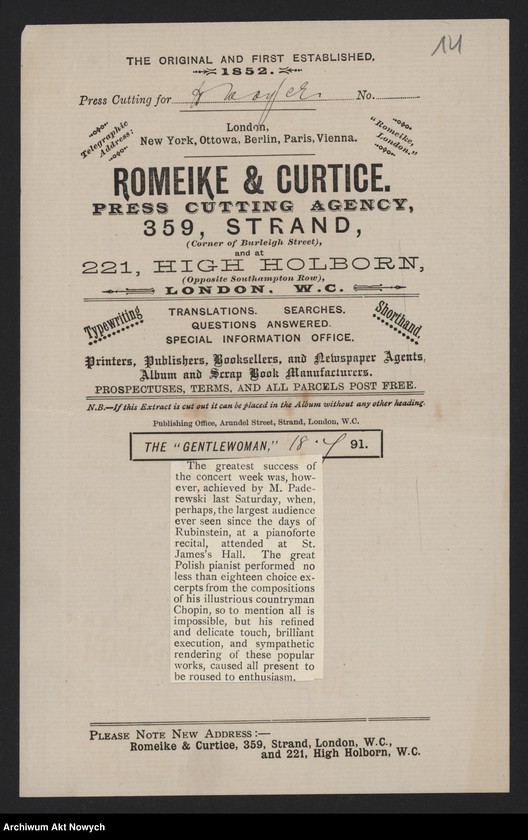 14
THE ORIGINAL AND FIRST ESTABLISHED.
1852.
Press Cutting for No.
Telegraphic Address:
London,
"Romeike, London."
New York, Ottowa, Berlin, Paris, Vienna.
ROMEIKE & CURTICE.
PRESS CUTTING AGENCY,
359, STRAND,
(Corner of Burleigh Street),
and at
221, HIGH HOLBORN,
(Opposite Southampton Row),
LONDON. W.C.
Typewriting
TRANSLATIONS. SEARCHES.
Shorthand.
QUESTIONS ANSWERED.
SPECIAL INFORMATION OFFICE.
Printers, Publishers, Booksellers, and Newspaper Agents,
Album and Scrap Book Manufacturers.
PROSPECTUSES, TERMS, AND ALL PARCELS POST FREE.
N.B.—If this Extract is cut out it can be placed in the Album without any other heading.
Publishing Office, Arundel Street, Strand, London, W.C.
THE "GENTLEWOMAN," 18.7 91.
The greatest success of
the concert week was, how-
ever, achieved by M. Pade-
rewski last Saturday, when,
perhaps, the largest audience
ever seen since the days of
Rubinstein, at a pianoforte
recital, attended at St.
James's Hall. The great
Polish pianist performed no
less than eighteen choice ex-
cerpts from the compositions
of his illustrious countryman
Chopin, so to mention all is
impossible, but his refined
and delicate touch, brilliant
execution, and sympathetic
rendering of these popular
works, caused all present to
be roused to enthusiasm.
PLEASE NOTE NEW ADDRESS:—
Romeike & Curtice, 359, Strand, London, W.C.,
and 221, High Holborn, W.C.
Archiwum Akt Nowych